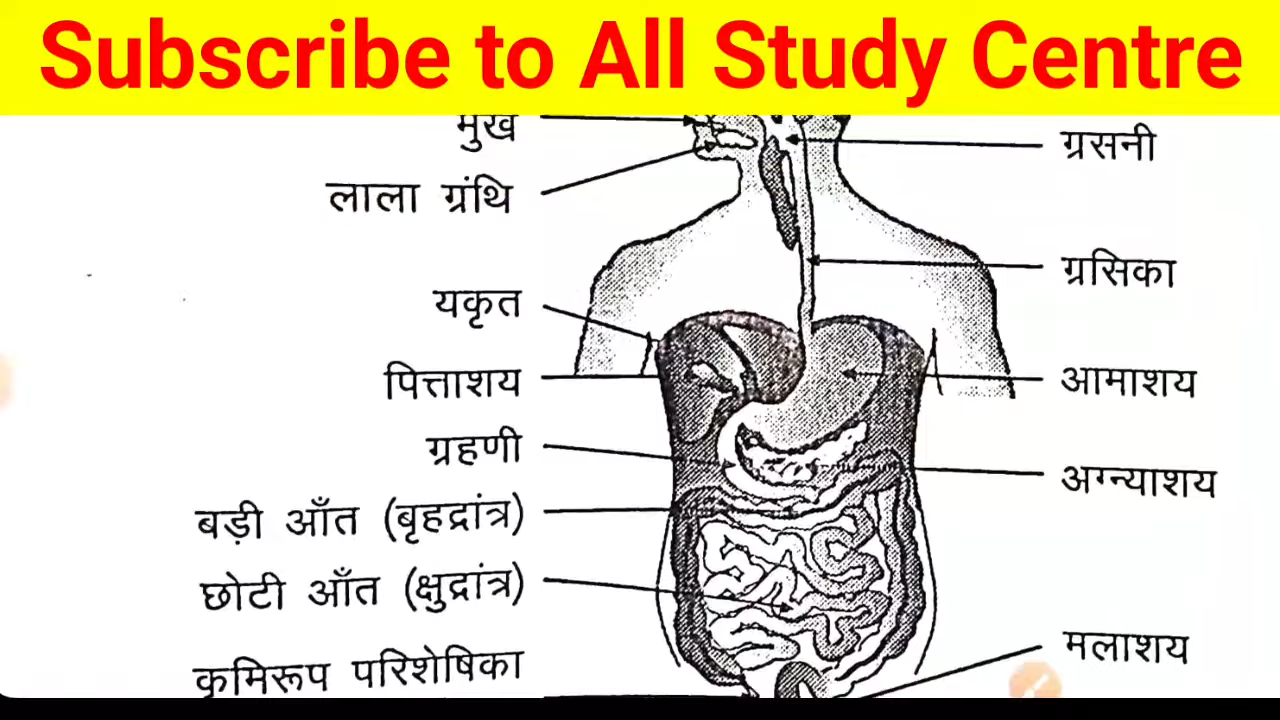 Subscribe to All Study Centre
मुख
ग्रसनी
लाला ग्रंथि
ग्रसिका
यकृत
पित्ताशय
आमाशय
ग्रहणी
अग्न्याशय
बड़ी आँत (बृहद्रांत्र)
छोटी आँत (क्षुद्रांत्र)
मलाशय
कृमिरूप परिशेषिका